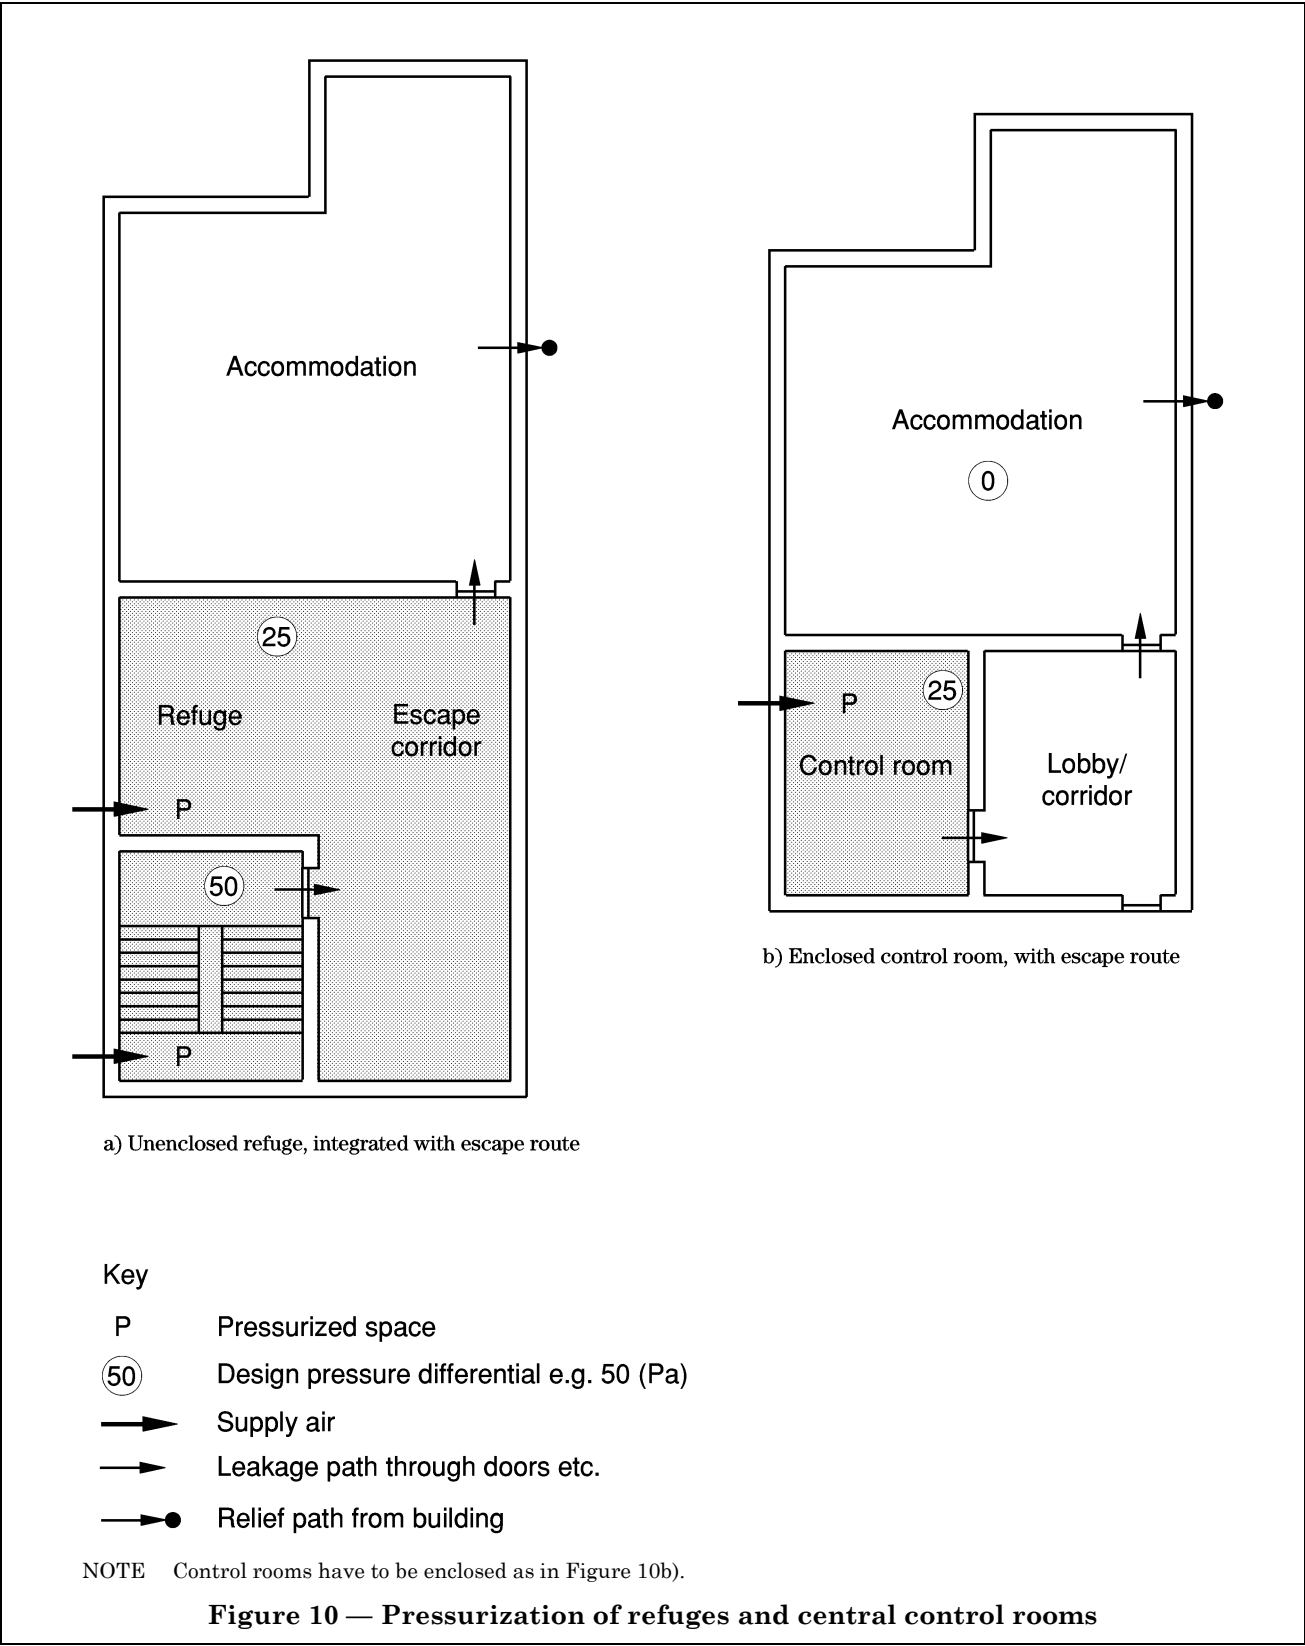 Accommodation
25
Refuge
Escape
corridor
P
50
P
a) Unenclosed refuge, integrated with escape route
Accommodation
0
P
25
Control room
Lobby/
corridor
b) Enclosed control room, with escape route
Key
P Pressurized space
50 Design pressure differential e.g. 50 (Pa)
Supply air
Leakage path through doors etc.
Relief path from building
NOTE Control rooms have to be enclosed as in Figure 10b).
Figure 10 — Pressurization of refuges and central control rooms